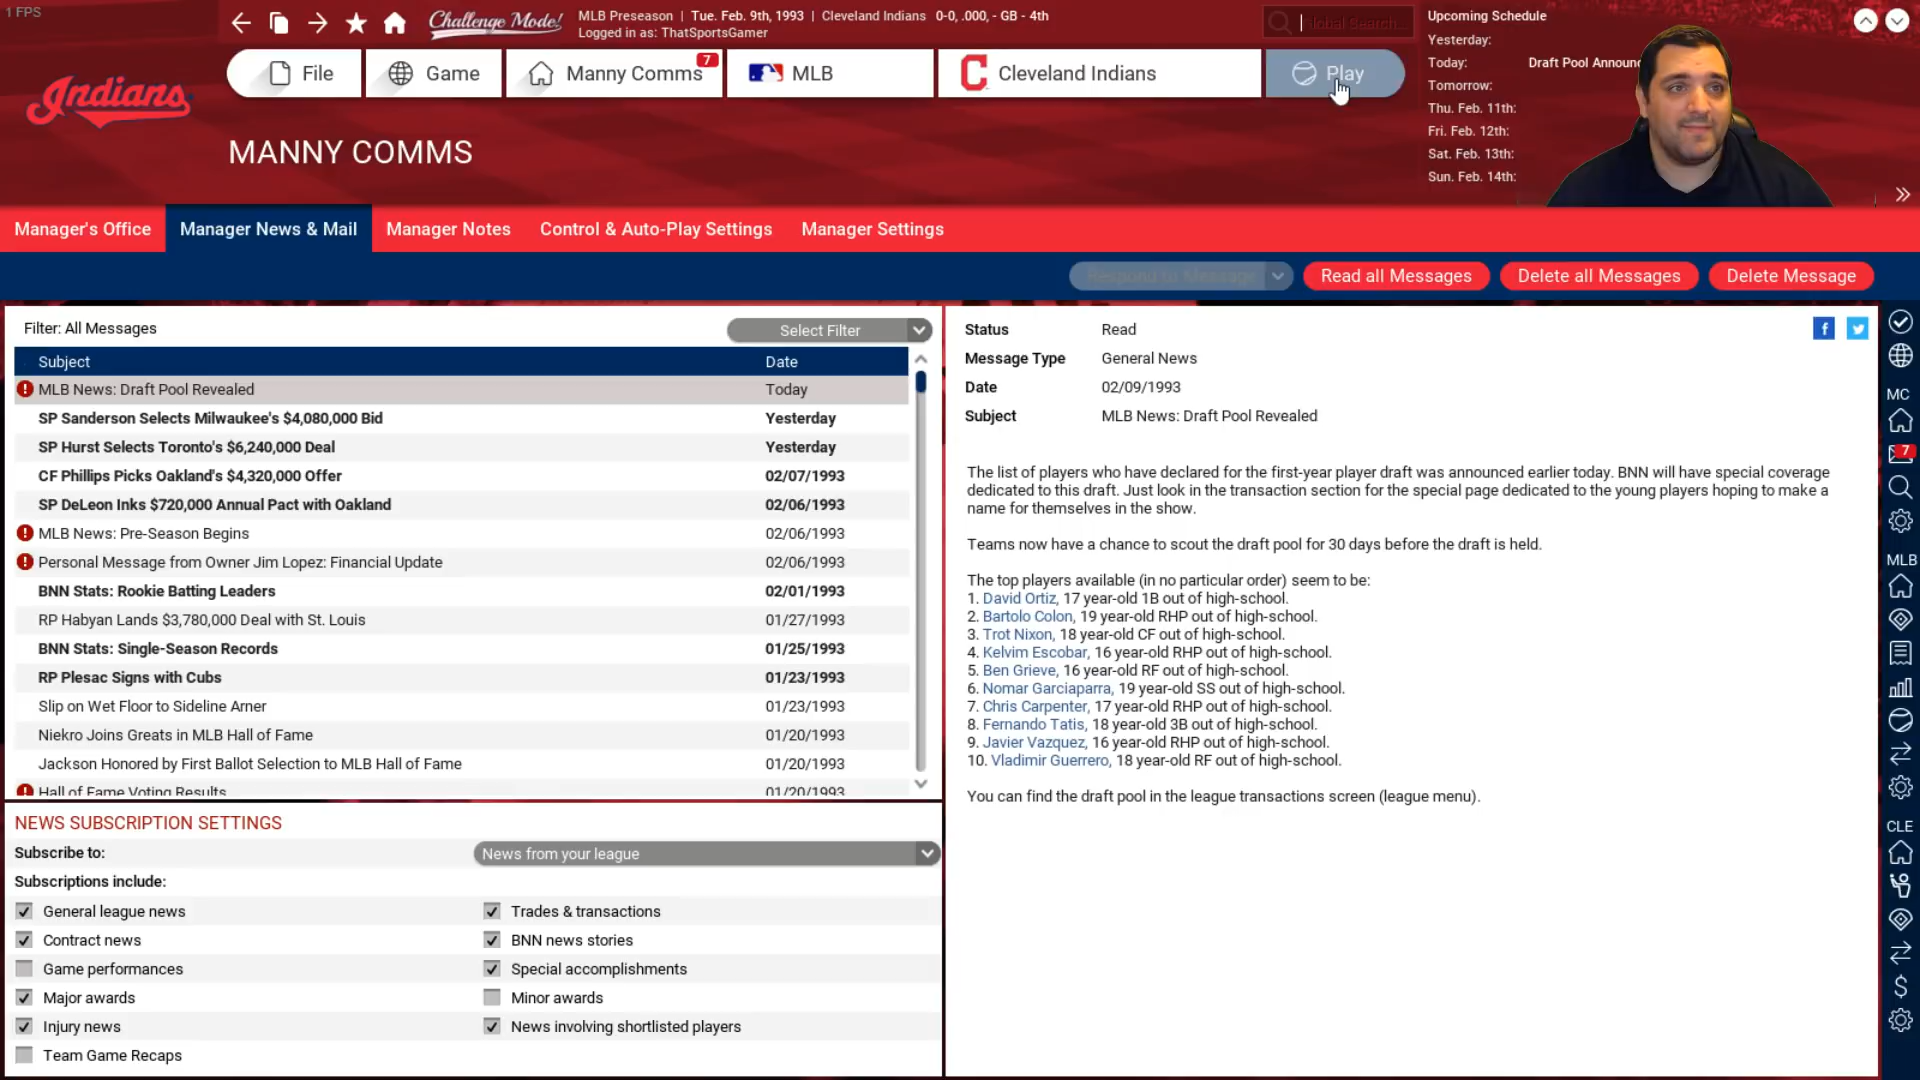 1 FPS
Challenge Mode!
MLB Preseason | Tue. Feb. 9th, 1993 | Cleveland Indians 0-0, .000, - GB - 4th
Logged in as: ThatSportsGamer
Global Search...
Indians
File
Game
Manny Comms
7
MLB
C
Cleveland Indians
Play
Upcoming Schedule
Yesterday:
Today: Draft Pool Announ
Tomorrow:
Thu. Feb. 11th:
Fri. Feb. 12th:
Sat. Feb. 13th:
Sun. Feb. 14th:
MANNY COMMS
Manager's Office
Manager News & Mail
Manager Notes
Control & Auto-Play Settings
Manager Settings
Respond to Message
Read all Messages
Delete all Messages
Delete Message
Filter: All Messages
Select Filter
Subject Date
MLB News: Draft Pool Revealed Today
SP Sanderson Selects Milwaukee's $4,080,000 Bid Yesterday
SP Hurst Selects Toronto's $6,240,000 Deal Yesterday
CF Phillips Picks Oakland's $4,320,000 Offer 02/07/1993
SP DeLeon Inks $720,000 Annual Pact with Oakland 02/06/1993
MLB News: Pre-Season Begins 02/06/1993
Personal Message from Owner Jim Lopez: Financial Update 02/06/1993
BNN Stats: Rookie Batting Leaders 02/01/1993
RP Habyan Lands $3,780,000 Deal with St. Louis 01/27/1993
BNN Stats: Single-Season Records 01/25/1993
RP Plesac Signs with Cubs 01/23/1993
Slip on Wet Floor to Sideline Arner 01/23/1993
Niekro Joins Greats in MLB Hall of Fame 01/20/1993
Jackson Honored by First Ballot Selection to MLB Hall of Fame 01/20/1993
Hall of Fame Voting Results 01/20/1993
NEWS SUBSCRIPTION SETTINGS
Subscribe to: News from your league
Subscriptions include:
General league news Trades & transactions
Contract news BNN news stories
Game performances Special accomplishments
Major awards Minor awards
Injury news News involving shortlisted players
Team Game Recaps
Status Read
Message Type General News
Date 02/09/1993
Subject MLB News: Draft Pool Revealed
f
The list of players who have declared for the first-year player draft was announced earlier today. BNN will have special coverage
dedicated to this draft. Just look in the transaction section for the special page dedicated to the young players hoping to make a
name for themselves in the show.
Teams now have a chance to scout the draft pool for 30 days before the draft is held.
The top players available (in no particular order) seem to be:
1. David Ortiz, 17 year-old 1B out of high-school.
2. Bartolo Colon, 19 year-old RHP out of high-school.
3. Trot Nixon, 18 year-old CF out of high-school.
4. Kelvim Escobar, 16 year-old RHP out of high-school.
5. Ben Grieve, 16 year-old RF out of high-school.
6. Nomar Garciaparra, 19 year-old SS out of high-school.
7. Chris Carpenter, 17 year-old RHP out of high-school.
8. Fernando Tatis, 18 year-old 3B out of high-school.
9. Javier Vazquez, 16 year-old RHP out of high-school.
10. Vladimir Guerrero, 18 year-old RF out of high-school.
You can find the draft pool in the league transactions screen (league menu).
MC
7
MLB
CLE
$